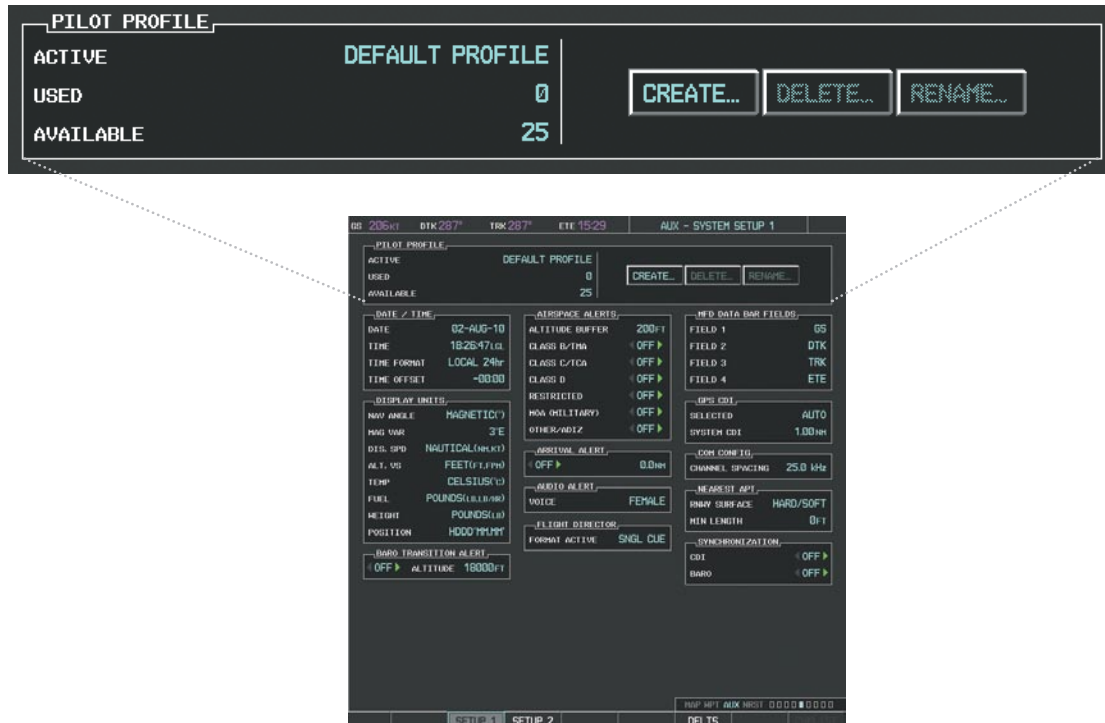 PILOT PROFILE
ACTIVE DEFAULT PROFILE
USED 0
AVAILABLE 25
CREATE… DELETE… RENAME…
GS 206KT DTK 287° TRK 287° ETE 15:29 AUX – SYSTEM SETUP 1
PILOT PROFILE
ACTIVE DEFAULT PROFILE
USED 0
AVAILABLE 25
CREATE… DELETE… RENAME…
DATE / TIME
DATE 02-AUG-10
TIME 18:26:47LCL
TIME FORMAT LOCAL 24hr
TIME OFFSET -00:00
DISPLAY UNITS
NAV ANGLE MAGNETIC(°)
MAG VAR 3°E
DIS, SPD NAUTICAL(NM,KT)
ALT, VS FEET(FT,FPM)
TEMP CELSIUS(°C)
FUEL POUNDS(LB,LB/HR)
WEIGHT POUNDS(LB)
POSITION HDDD°MM.MM'
BARO TRANSITION ALERT
OFF ALTITUDE 18000FT
AIRSPACE ALERTS
ALTITUDE BUFFER 200FT
CLASS B/TMA OFF
CLASS C/TCA OFF
CLASS D OFF
RESTRICTED OFF
MOA (MILITARY) OFF
OTHER/ADIZ OFF
ARRIVAL ALERT
OFF 0.0NM
AUDIO ALERT
VOICE FEMALE
FLIGHT DIRECTOR
FORMAT ACTIVE SNGL CUE
MFD DATA BAR FIELDS
FIELD 1 GS
FIELD 2 DTK
FIELD 3 TRK
FIELD 4 ETE
GPS CDI
SELECTED AUTO
SYSTEM CDI 1.00NM
COM CONFIG
CHANNEL SPACING 25.0 kHz
NEAREST APT
RNWY SURFACE HARD/SOFT
MIN LENGTH 0FT
SYNCHRONIZATION
CDI OFF
BARO OFF
MAP WPT AUX NRST
SETUP 1 SETUP 2 DFLTS